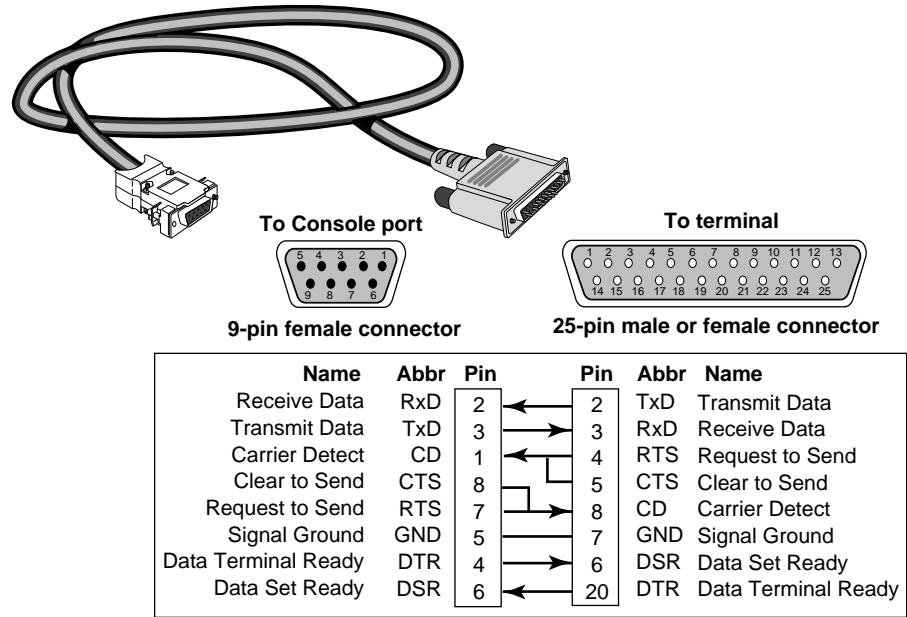 To Console port
To terminal
5 4 3 2 1
9 8 7 6
1 2 3 4 5 6 7 8 9 10 11 12 13
14 15 16 17 18 19 20 21 22 23 24 25
9-pin female connector
25-pin male or female connector
Name Abbr Pin Pin Abbr Name
Receive Data RxD 2 2 TxD Transmit Data
Transmit Data TxD 3 3 RxD Receive Data
Carrier Detect CD 1 4 RTS Request to Send
Clear to Send CTS 8 5 CTS Clear to Send
Request to Send RTS 7 8 CD Carrier Detect
Signal Ground GND 5 7 GND Signal Ground
Data Terminal Ready DTR 4 6 DSR Data Set Ready
Data Set Ready DSR 6 20 DTR Data Terminal Ready